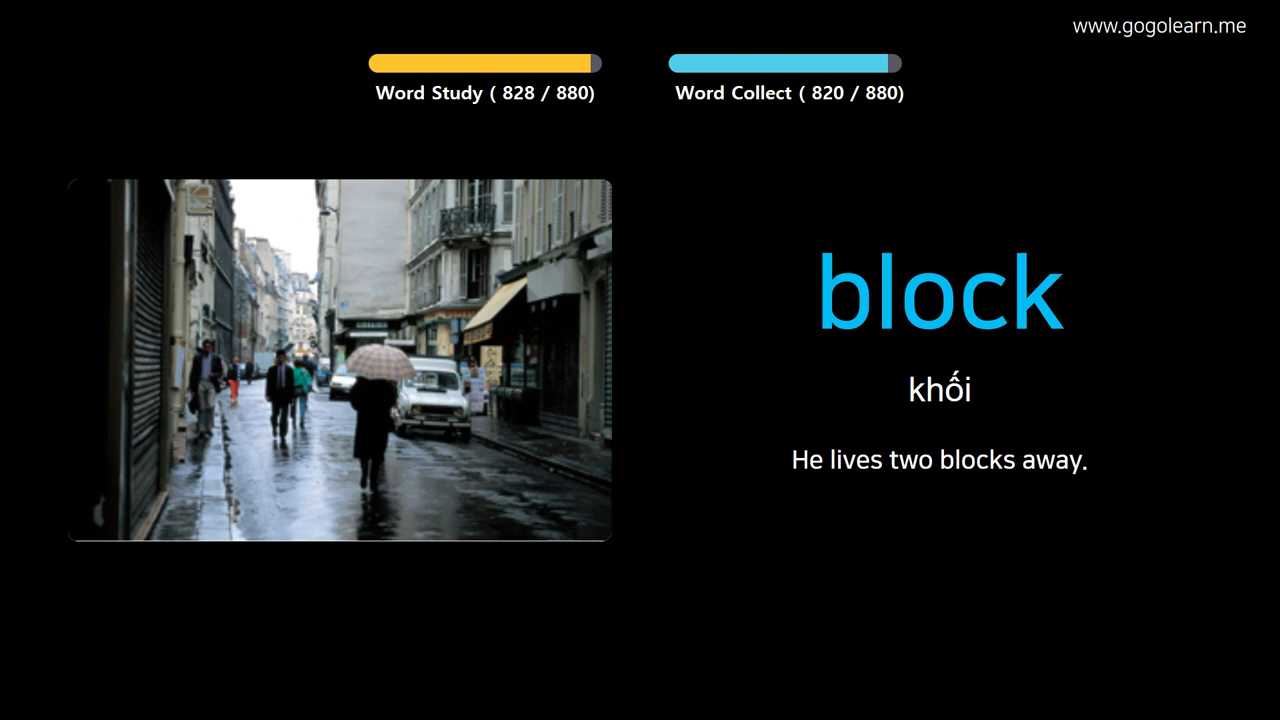 www.gogolearn.me
Word Study ( 828 / 880)
Word Collect ( 820 / 880)
block
khối
He lives two blocks away.